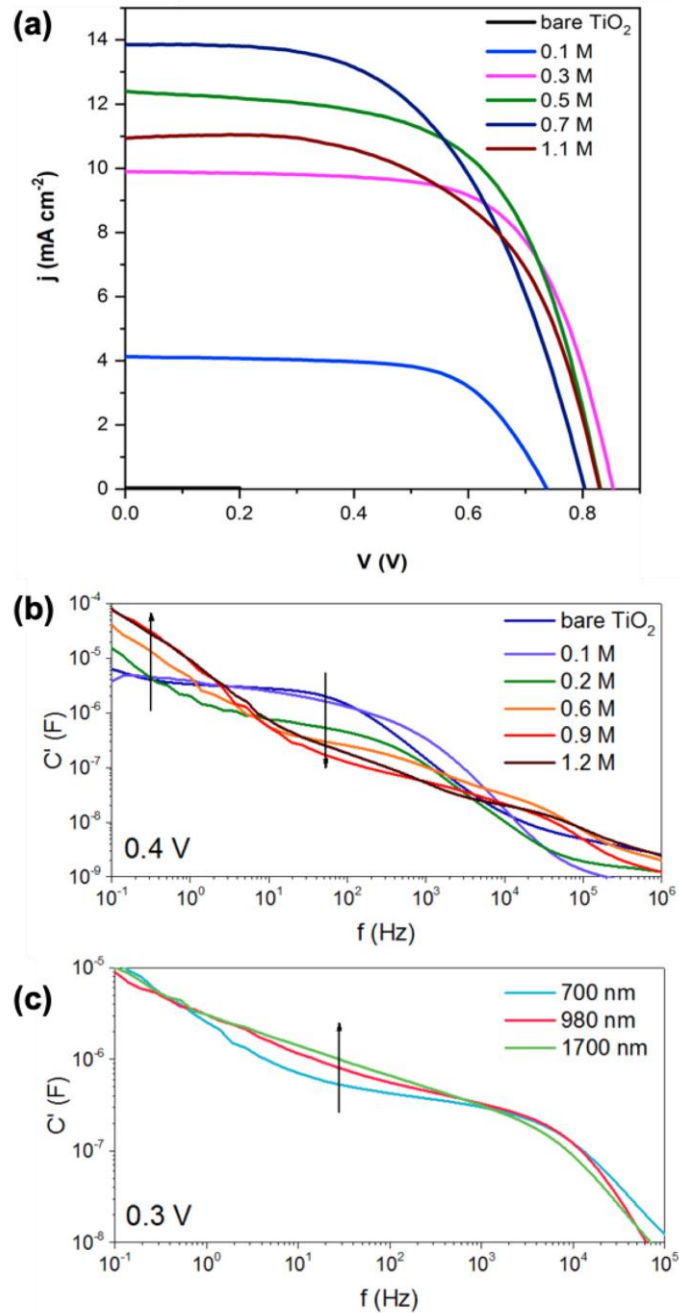 (a)
14
12
10
8
6
4
2
0
j (mA cm⁻²)
bare TiO₂
0.1 M
0.3 M
0.5 M
0.7 M
1.1 M
0.0 0.2 0.4 0.6 0.8
V (V)
(b)
10⁻⁴
10⁻⁵
10⁻⁶
10⁻⁷
10⁻⁸
10⁻⁹
C' (F)
bare TiO₂
0.1 M
0.2 M
0.6 M
0.9 M
1.2 M
0.4 V
10⁻¹ 10⁰ 10¹ 10² 10³ 10⁴ 10⁵ 10⁶
f (Hz)
(c)
10⁻⁵
10⁻⁶
10⁻⁷
10⁻⁸
C' (F)
700 nm
980 nm
1700 nm
0.3 V
10⁻¹ 10⁰ 10¹ 10² 10³ 10⁴ 10⁵
f (Hz)